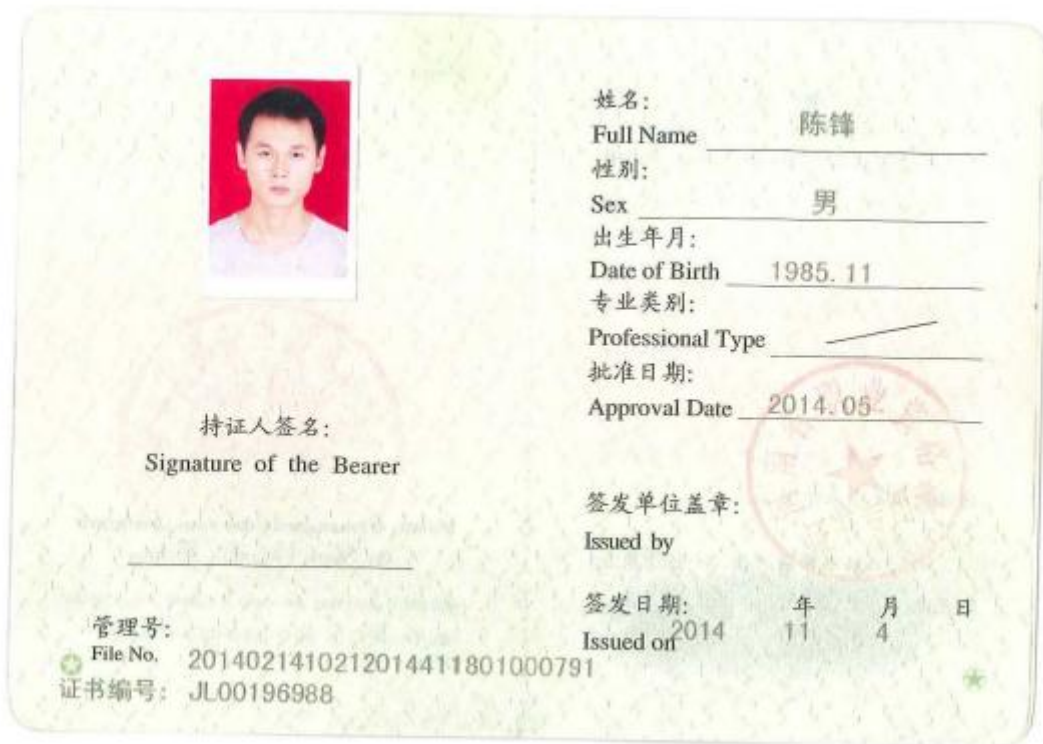 姓名:
Full Name 陈锋
性别:
Sex 男
出生年月:
Date of Birth 1985.11
专业类别:
Professional Type
批准日期:
Approval Date 2014.05
签发单位盖章:
Issued by
签发日期: 年 月 日
Issued on 2014 11 4
持证人签名:
Signature of the Bearer
管理号:
File No. 2014021410212014411801000791
证书编号: JL00196988